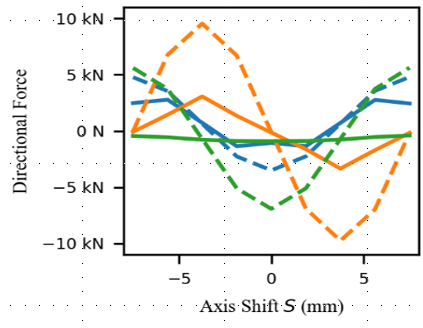 10 kN
5 kN
0 N
−5 kN
−10 kN
Directional Force
−5 0 5
Axis Shift S (mm)